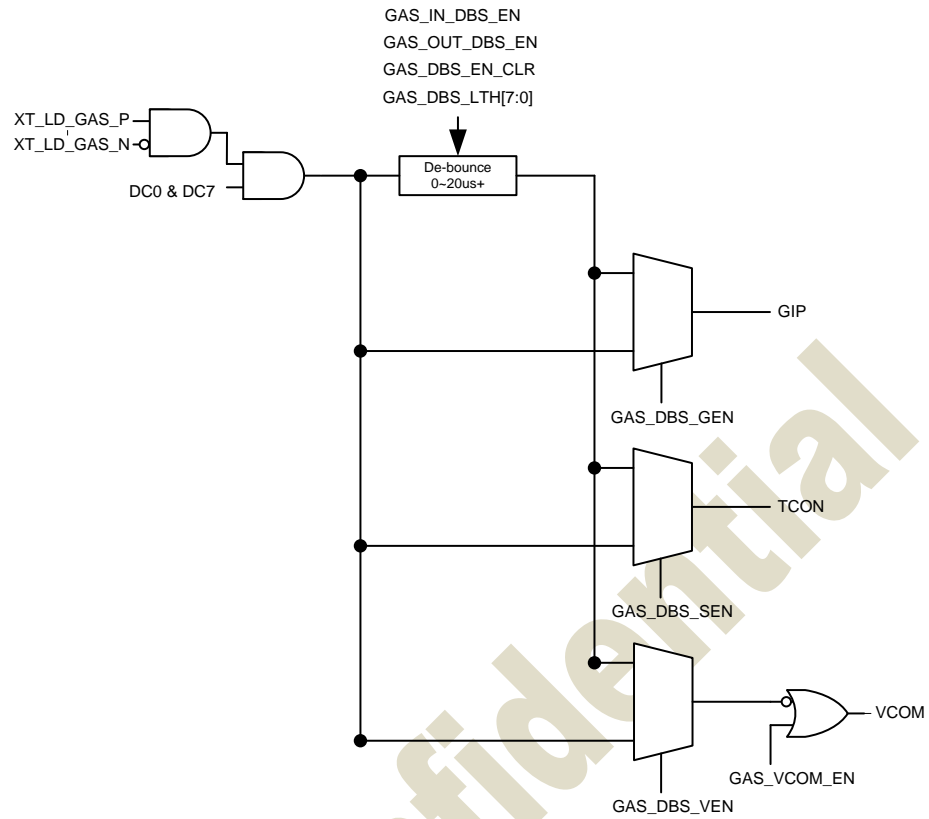 GAS_IN_DBS_EN
GAS_OUT_DBS_EN
GAS_DBS_EN_CLR
GAS_DBS_LTH[7:0]
XT_LD_GAS_P
XT_LD_GAS_N
DC0 & DC7
De-bounce
0~20us+
GIP
GAS_DBS_GEN
TCON
GAS_DBS_SEN
VCOM
GAS_VCOM_EN
GAS_DBS_VEN
fidential